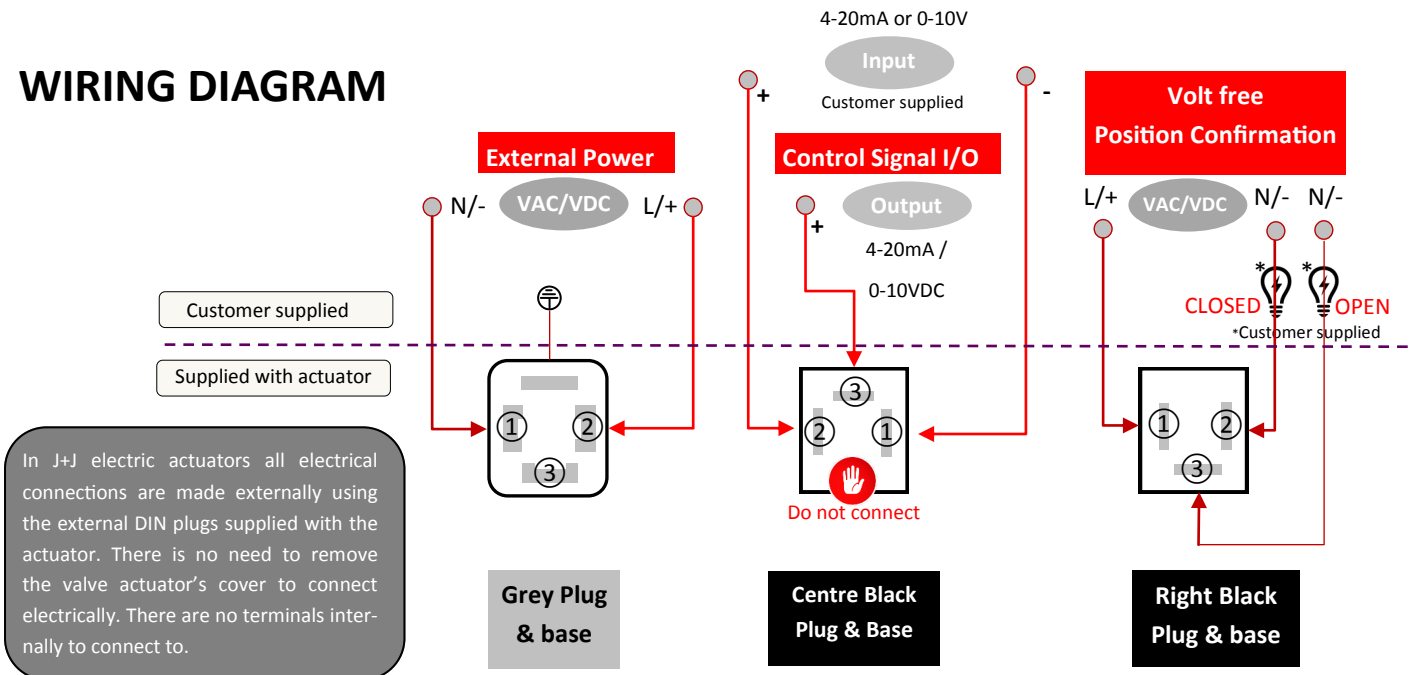 WIRING DIAGRAM
4-20mA or 0-10V
Input
Customer supplied
+
-
External Power
VAC/VDC
N/-
L/+
Control Signal I/O
Output
+
4-20mA /
0-10VDC
Volt free
Position Confirmation
L/+
VAC/VDC
N/-
N/-
*
*
CLOSED
OPEN
*Customer supplied
Customer supplied
Supplied with actuator
1
2
3
3
2
1
Do not connect
1
2
3
In J+J electric actuators all electrical
connections are made externally using
the external DIN plugs supplied with the
actuator. There is no need to remove
the valve actuator's cover to connect
electrically. There are no terminals inter-
nally to connect to.
Grey Plug
& base
Centre Black
Plug & Base
Right Black
Plug & base